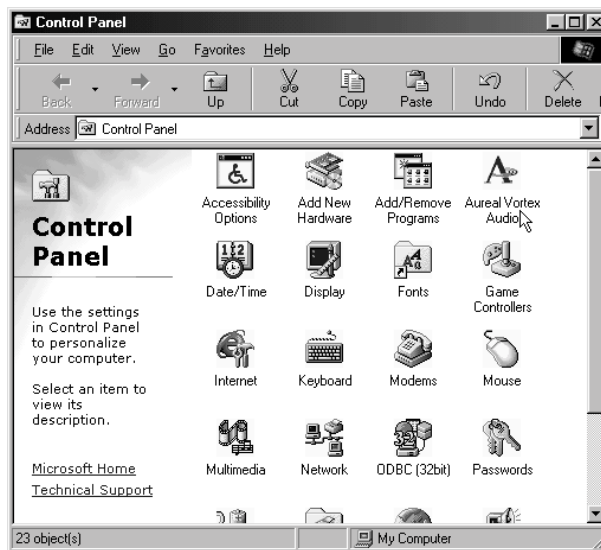 Control Panel
File Edit View Go Favorites Help
Back Forward Up Cut Copy Paste Undo Delete
Address Control Panel
Control
Panel
Use the settings
in Control Panel
to personalize
your computer.
Select an item to
view its
description.
Microsoft Home
Technical Support
Accessibility
Options
Add New
Hardware
Add/Remove
Programs
Aureal Vortex
Audio
Date/Time
Display
Fonts
Game
Controllers
Internet
Keyboard
Modems
Mouse
Multimedia
Network
ODBC (32bit)
Passwords
23 object(s)
My Computer